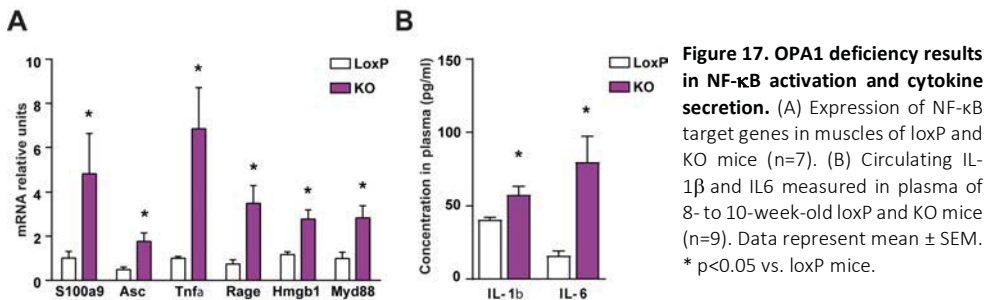 A
mRNA relative units
10
8
6
4
2
0
LoxP
KO
*
*
*
*
*
*
S100a9 Asc Tnfa Rage Hmgb1 Myd88
B
Concentration in plasma (pg/ml)
150
100
50
0
LoxP
KO
*
*
IL-1b IL-6
Figure 17. OPA1 deficiency results
in NF-κB activation and cytokine
secretion. (A) Expression of NF-κB
target genes in muscles of loxP and
KO mice (n=7). (B) Circulating IL-
1β and IL6 measured in plasma of
8- to 10-week-old loxP and KO mice
(n=9). Data represent mean ± SEM.
* p<0.05 vs. loxP mice.